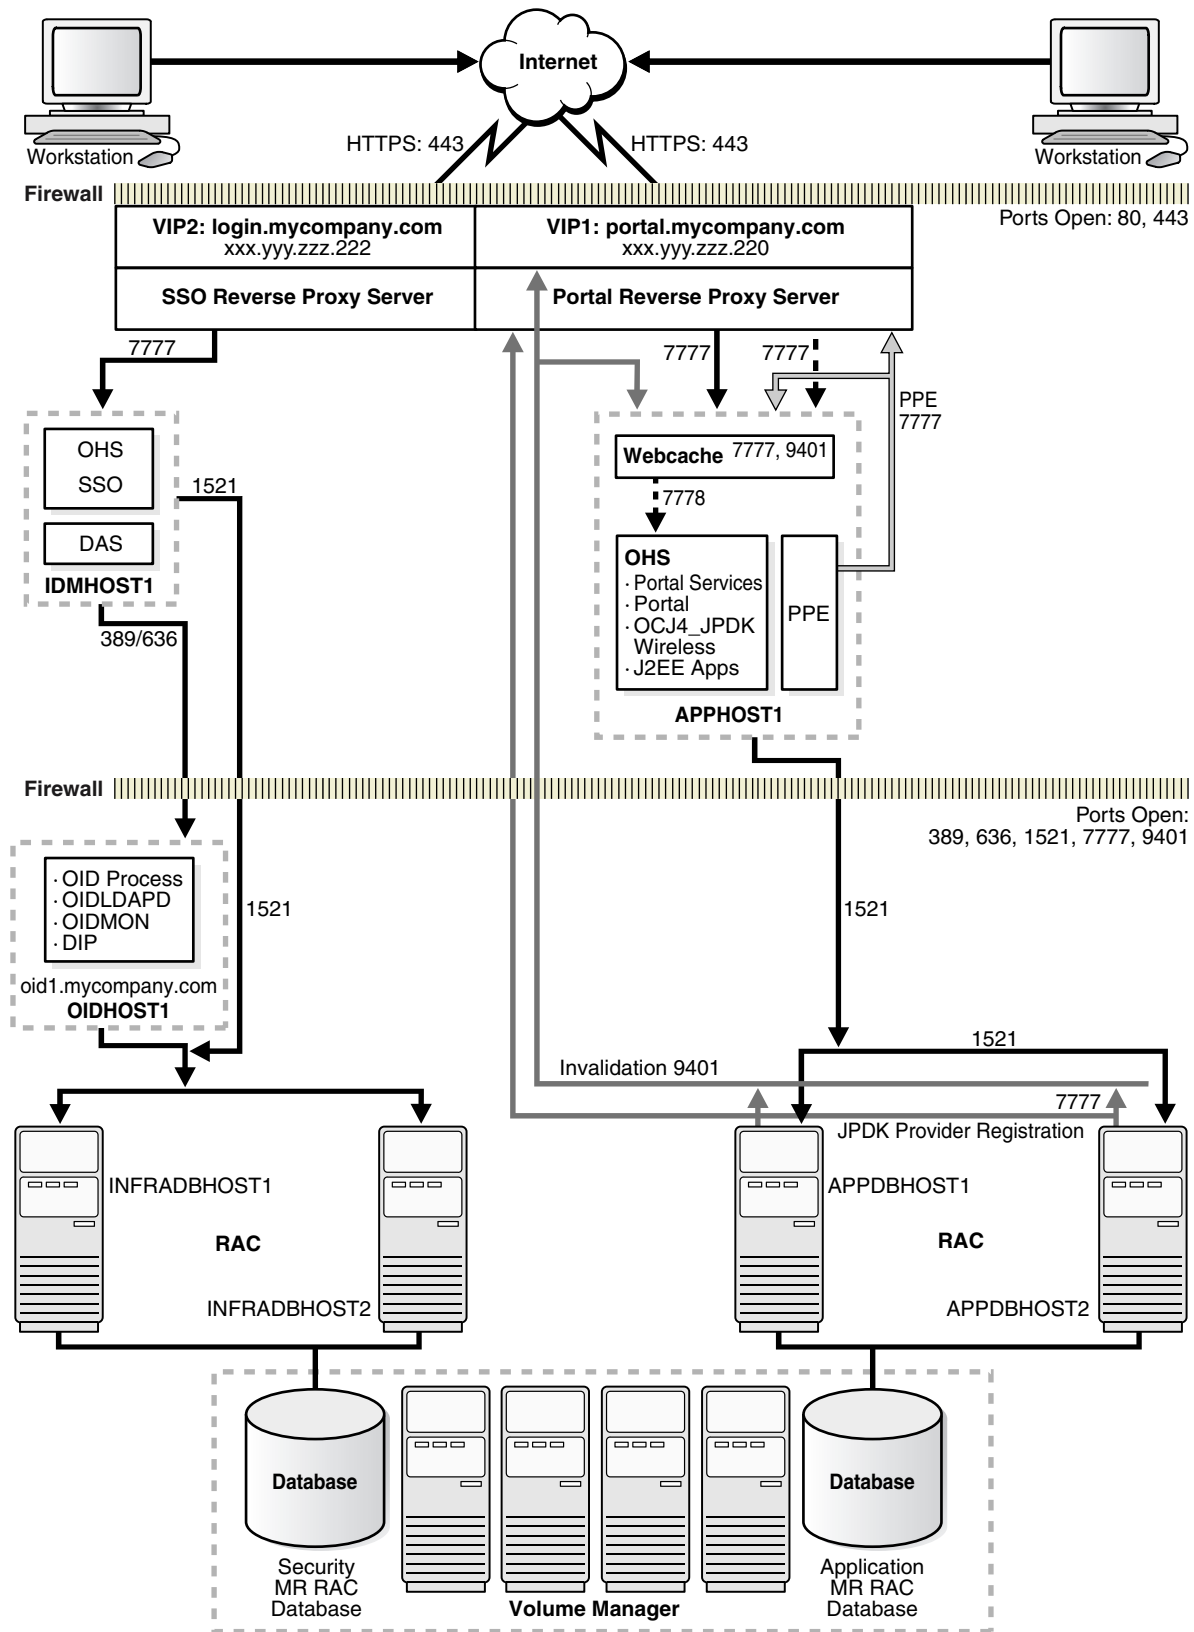 Internet
HTTPS: 443
HTTPS: 443
Workstation
Workstation
Firewall
Ports Open: 80, 443
VIP2: login.mycompany.com
xxx.yyy.zzz.222
VIP1: portal.mycompany.com
xxx.yyy.zzz.220
SSO Reverse Proxy Server
Portal Reverse Proxy Server
7777
7777
7777
PPE
7777
OHS
SSO
DAS
IDMHOST1
1521
389/636
Webcache 7777, 9401
7778
OHS
· Portal Services
· Portal
· OCJ4_JPDK
Wireless
· J2EE Apps
PPE
APPHOST1
Firewall
Ports Open:
389, 636, 1521, 7777, 9401
· OID Process
· OIDLDAPD
· OIDMON
· DIP
oid1.mycompany.com
OIDHOST1
1521
1521
1521
Invalidation 9401
7777
JPDK Provider Registration
INFRADBHOST1
RAC
INFRADBHOST2
APPDBHOST1
RAC
APPDBHOST2
Database
Database
Security
MR RAC
Database
Application
MR RAC
Database
Volume Manager